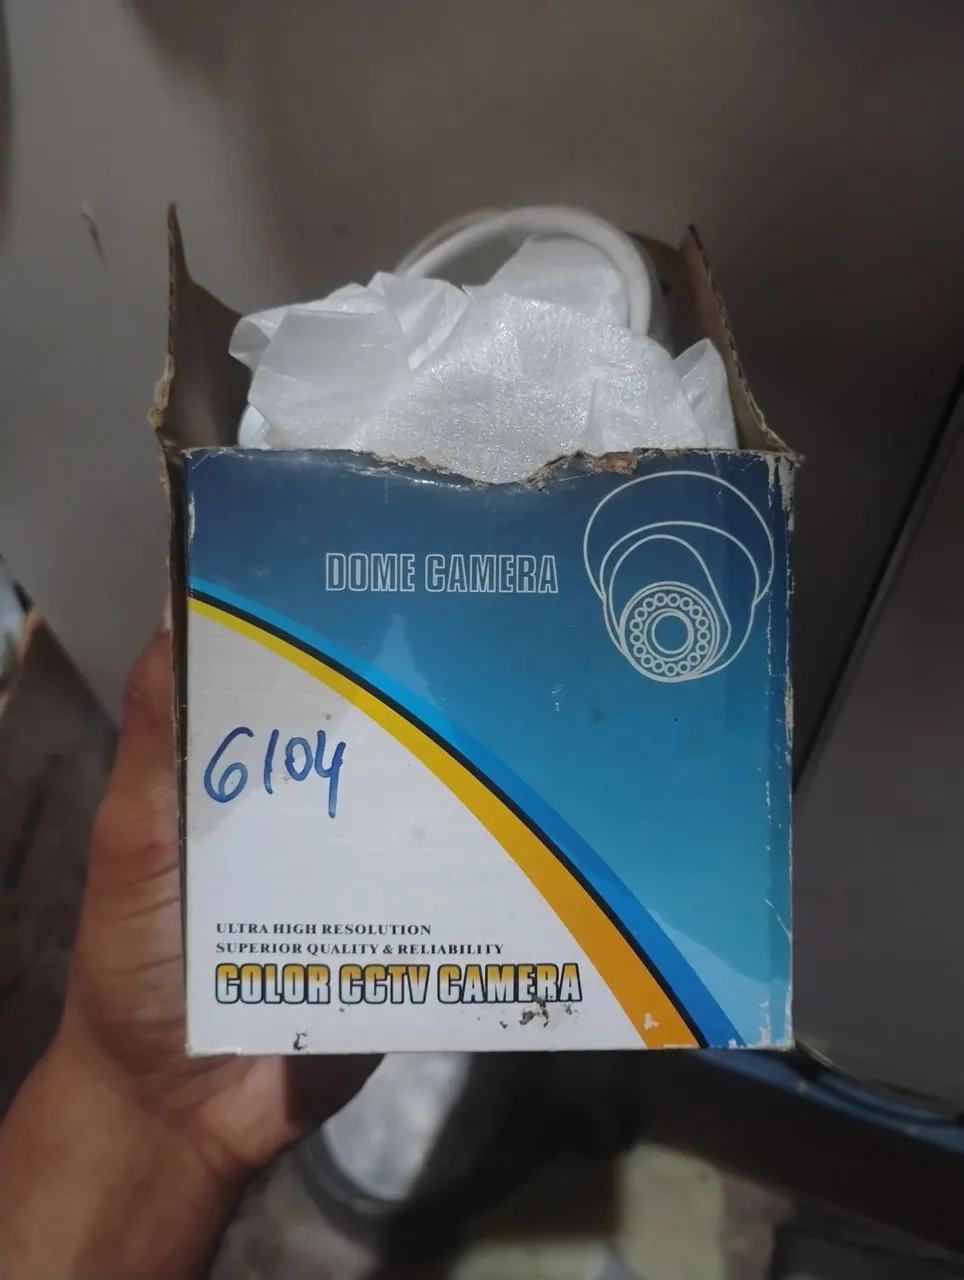 DOME CAMERA
6104
ULTRA HIGH RESOLUTION
SUPERIOR QUALITY & RELIABILITY
COLOR CCTV CAMERA